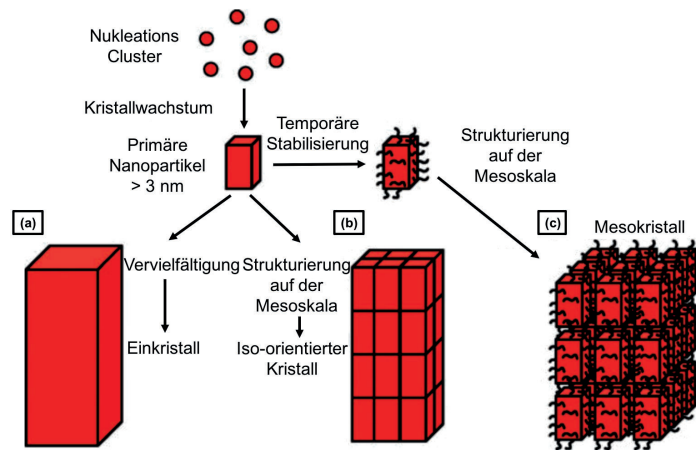 Nukleations
Cluster
Kristallwachstum
Primäre
Nanopartikel
> 3 nm
Temporäre
Stabilisierung
Strukturierung
auf der
Mesoskala
(a)
(b)
(c)
Vervielfältigung
Einkristall
Strukturierung
auf der
Mesoskala
Iso-orientierter
Kristall
Mesokristall